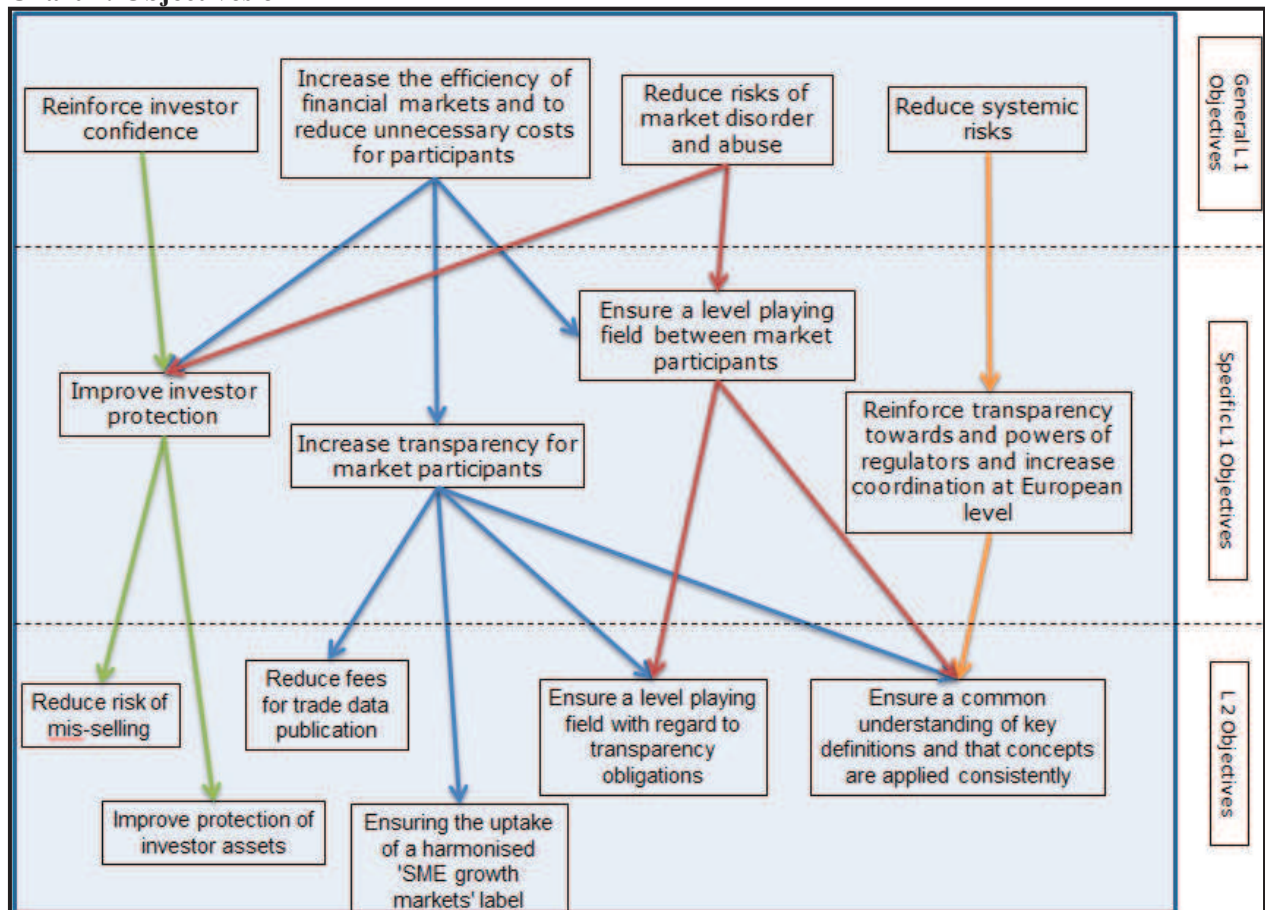 Reinforce investor
confidence
Increase the efficiency of
financial markets and to
reduce unnecessary costs
for participants
Reduce risks of
market disorder
and abuse
Reduce systemic
risks
General L 1
Objectives
Improve investor
protection
Increase transparency for
market participants
Ensure a level playing
field between market
participants
Reinforce transparency
towards and powers of
regulators and increase
coordination at European
level
Specific L 1 Objectives
Reduce risk of
mis-selling
Improve protection of
investor assets
Reduce fees
for trade data
publication
Ensuring the uptake
of a harmonised
'SME growth
markets' label
Ensure a level playing
field with regard to
transparency
obligations
Ensure a common
understanding of key
definitions and that concepts
are applied consistently
L 2 Objectives